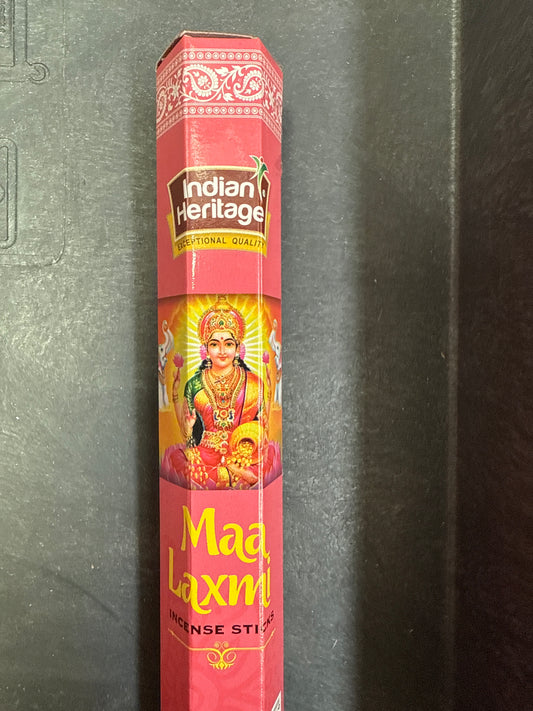 Indian
Heritage
EXCEPTIONAL QUALITY
Maa
Laxmi
INCENSE STICKS